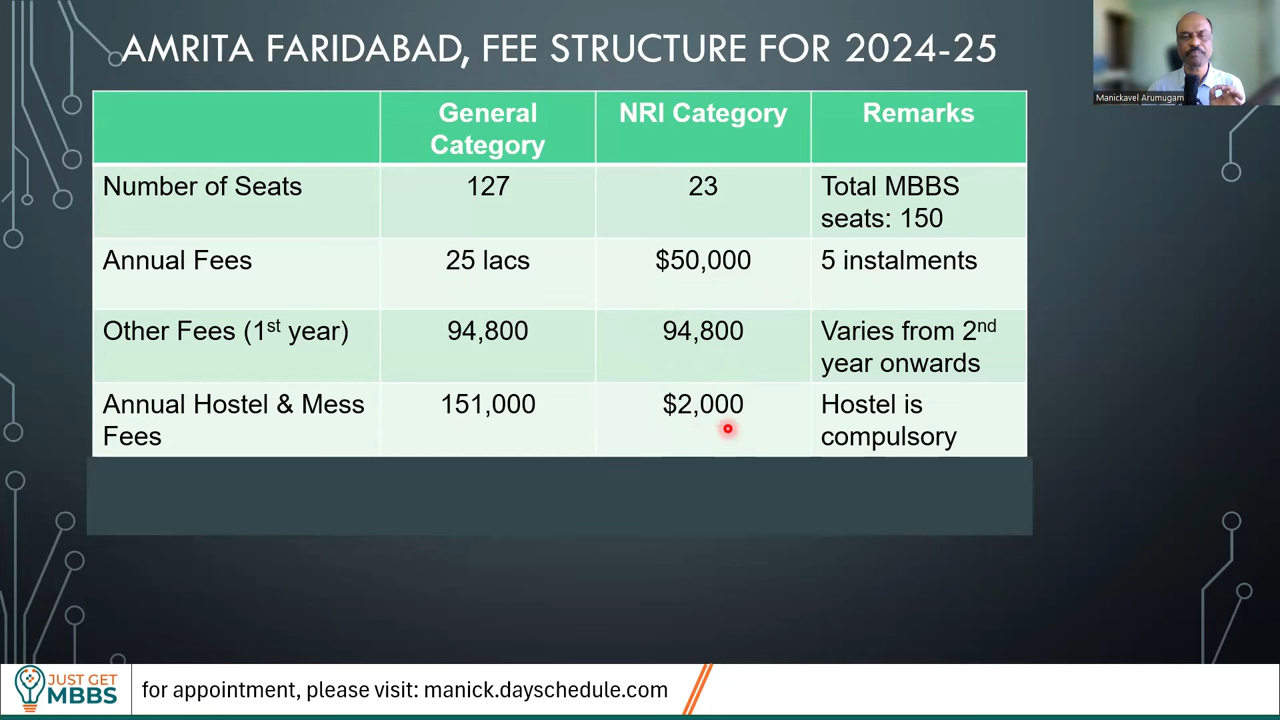 AMRITA FARIDABAD, FEE STRUCTURE FOR 2024-25
Manickavel Arumugam
General Category
NRI Category
Remarks
Number of Seats
127
23
Total MBBS
seats: 150
Annual Fees
25 lacs
$50,000
5 instalments
Other Fees (1st year)
94,800
94,800
Varies from 2nd
year onwards
Annual Hostel & Mess
Fees
151,000
$2,000
Hostel is
compulsory
JUST GET
MBBS
for appointment, please visit: manick.dayschedule.com